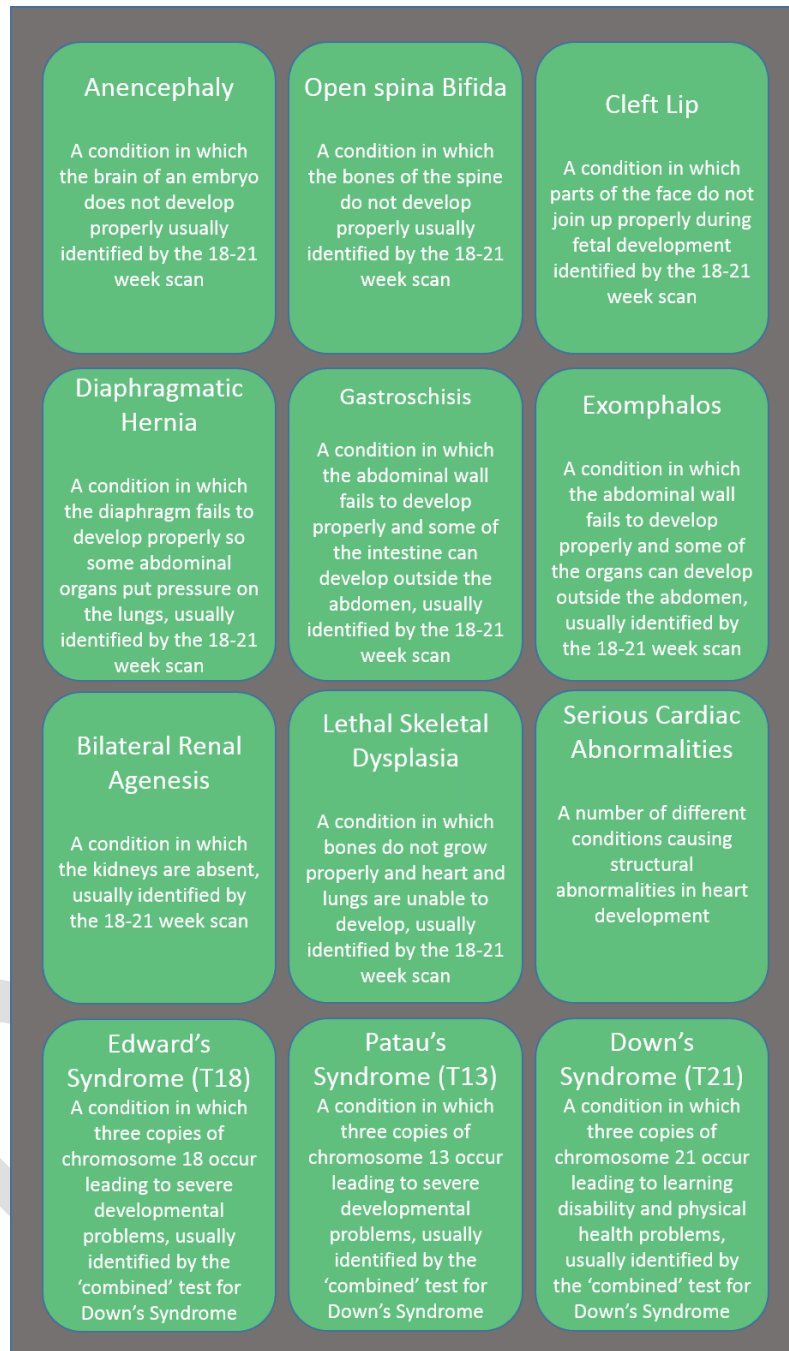 Anencephaly
A condition in which
the brain of an embryo
does not develop
properly usually
identified by the 18-21
week scan
Open spina Bifida
A condition in which
the bones of the spine
do not develop
properly usually
identified by the 18-21
week scan
Cleft Lip
A condition in which
parts of the face do not
join up properly during
fetal development
identified by the 18-21
week scan
Diaphragmatic
Hernia
A condition in which
the diaphragm fails to
develop properly so
some abdominal
organs put pressure on
the lungs, usually
identified by the 18-21
week scan
Gastroschisis
A condition in which
the abdominal wall
fails to develop
properly and some of
the intestine can
develop outside the
abdomen, usually
identified by the 18-21
week scan
Exomphalos
A condition in which
the abdominal wall
fails to develop
properly and some of
the organs can develop
outside the abdomen,
usually identified by
the 18-21 week scan
Bilateral Renal
Agenesis
A condition in which
the kidneys are absent,
usually identified by
the 18-21 week scan
Lethal Skeletal
Dysplasia
A condition in which
bones do not grow
properly and heart and
lungs are unable to
develop, usually
identified by the 18-21
week scan
Serious Cardiac
Abnormalities
A number of different
conditions causing
structural
abnormalities in heart
development
Edward’s
Syndrome (T18)
A condition in which
three copies of
chromosome 18 occur
leading to severe
developmental
problems, usually
identified by the
‘combined’ test for
Down’s Syndrome
Patau’s
Syndrome (T13)
A condition in which
three copies of
chromosome 13 occur
leading to severe
developmental
problems, usually
identified by the
‘combined’ test for
Down’s Syndrome
Down’s
Syndrome (T21)
A condition in which
three copies of
chromosome 21 occur
leading to learning
disability and physical
health problems,
usually identified by
the ‘combined’ test for
Down’s Syndrome